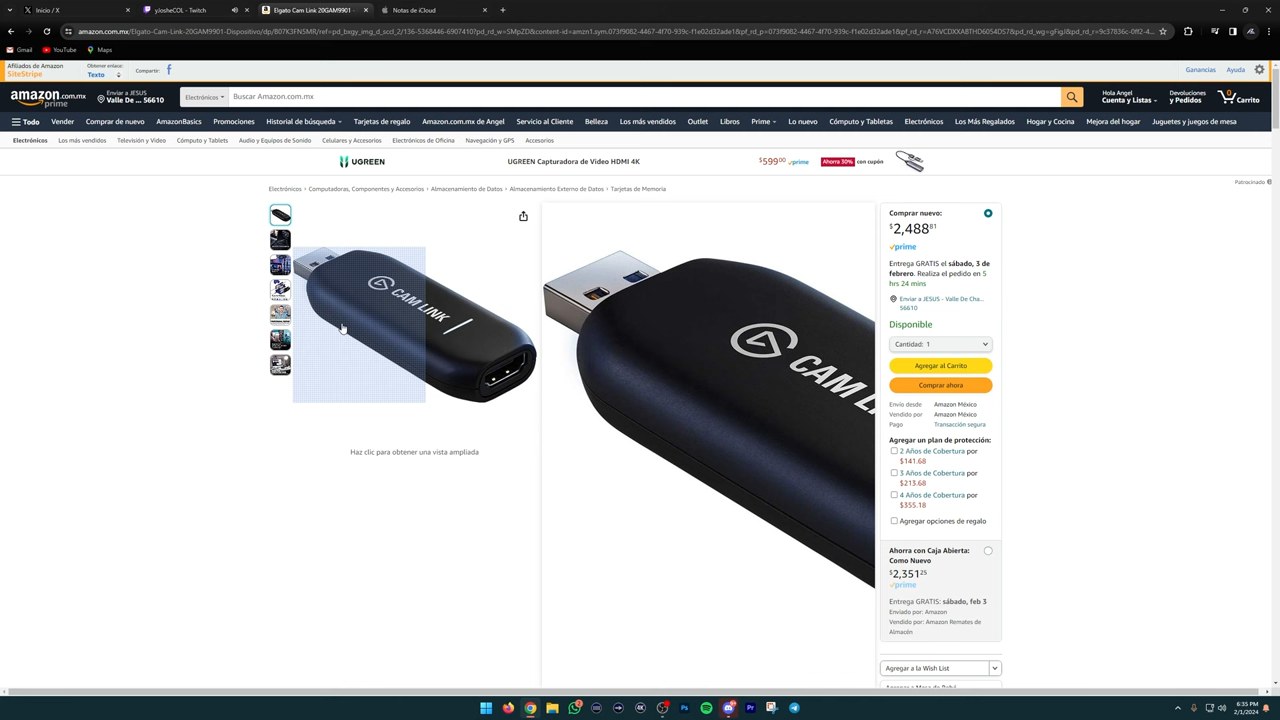 Inicio / X
ylosheCOL - Twitch
Elgato Cam Link 20GAM9901 -
Notas de iCloud
Gmail
YouTube
Maps
Afiliados de Amazon
SiteStripe
Obtener enlace:
Texto
Compartir:
Ganancias
Ayuda
amazon.com.mx
prime
Enviar a JESUS
Valle De ... 56610
Electrónicos
Buscar Amazon.com.mx
Hola Angel
Cuenta y Listas
Devoluciones
y Pedidos
0
Carrito
Todo
Vender
Comprar de nuevo
AmazonBasics
Promociones
Historial de búsqueda
Tarjetas de regalo
Amazon.com.mx de Angel
Servicio al Cliente
Belleza
Los más vendidos
Outlet
Libros
Prime
Lo nuevo
Cómputo y Tabletas
Electrónicos
Los Más Regalados
Hogar y Cocina
Mejora del hogar
Juguetes y juegos de mesa
Electrónicos
Los más vendidos
Televisión y Video
Cómputo y Tablets
Audio y Equipos de Sonido
Celulares y Accesorios
Electrónicos de Oficina
Navegación y GPS
Accesorios
UGREEN
UGREEN Capturadora de Video HDMI 4K
$599.00
prime
Ahorra 30%
con cupón
Patrocinado
Electrónicos › Computadoras, Componentes y Accesorios › Almacenamiento de Datos › Almacenamiento Externo de Datos › Tarjetas de Memoria
CAM LINK
CAM L
Haz clic para obtener una vista ampliada
Comprar nuevo:
$2,488.81
prime
Entrega GRATIS el sábado, 3 de
febrero. Realiza el pedido en 5
hrs 24 mins
Enviar a JESUS - Valle De Cha...
56610
Disponible
Cantidad: 1
Agregar al Carrito
Comprar ahora
Envío desde Amazon México
Vendido por Amazon México
Pago Transacción segura
Agregar un plan de protección:
2 Años de Cobertura por
$141.68
3 Años de Cobertura por
$213.68
4 Años de Cobertura por
$355.18
Agregar opciones de regalo
Ahorra con Caja Abierta:
Como Nuevo
$2,351.25
prime
Entrega GRATIS: sábado, feb 3
Enviado por: Amazon
Vendido por: Amazon Remates de
Almacén
Agregar a la Wish List
6:35 PM
2/1/2024